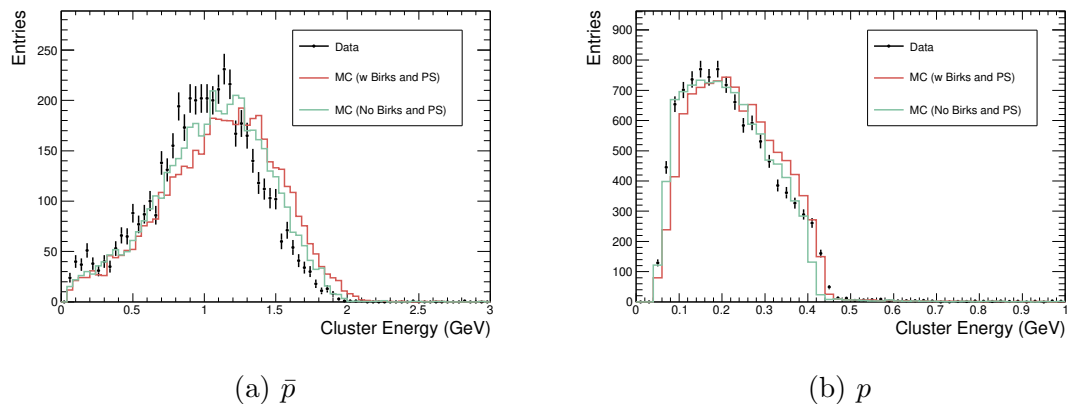 Entries
250
200
150
100
50
0
0 0.5 1 1.5 2 2.5 3
Cluster Energy (GeV)
Data
MC (w Birks and PS)
MC (No Birks and PS)
(a) p̄
Entries
900
800
700
600
500
400
300
200
100
0
0 0.1 0.2 0.3 0.4 0.5 0.6 0.7 0.8 0.9 1
Cluster Energy (GeV)
Data
MC (w Birks and PS)
MC (No Birks and PS)
(b) p